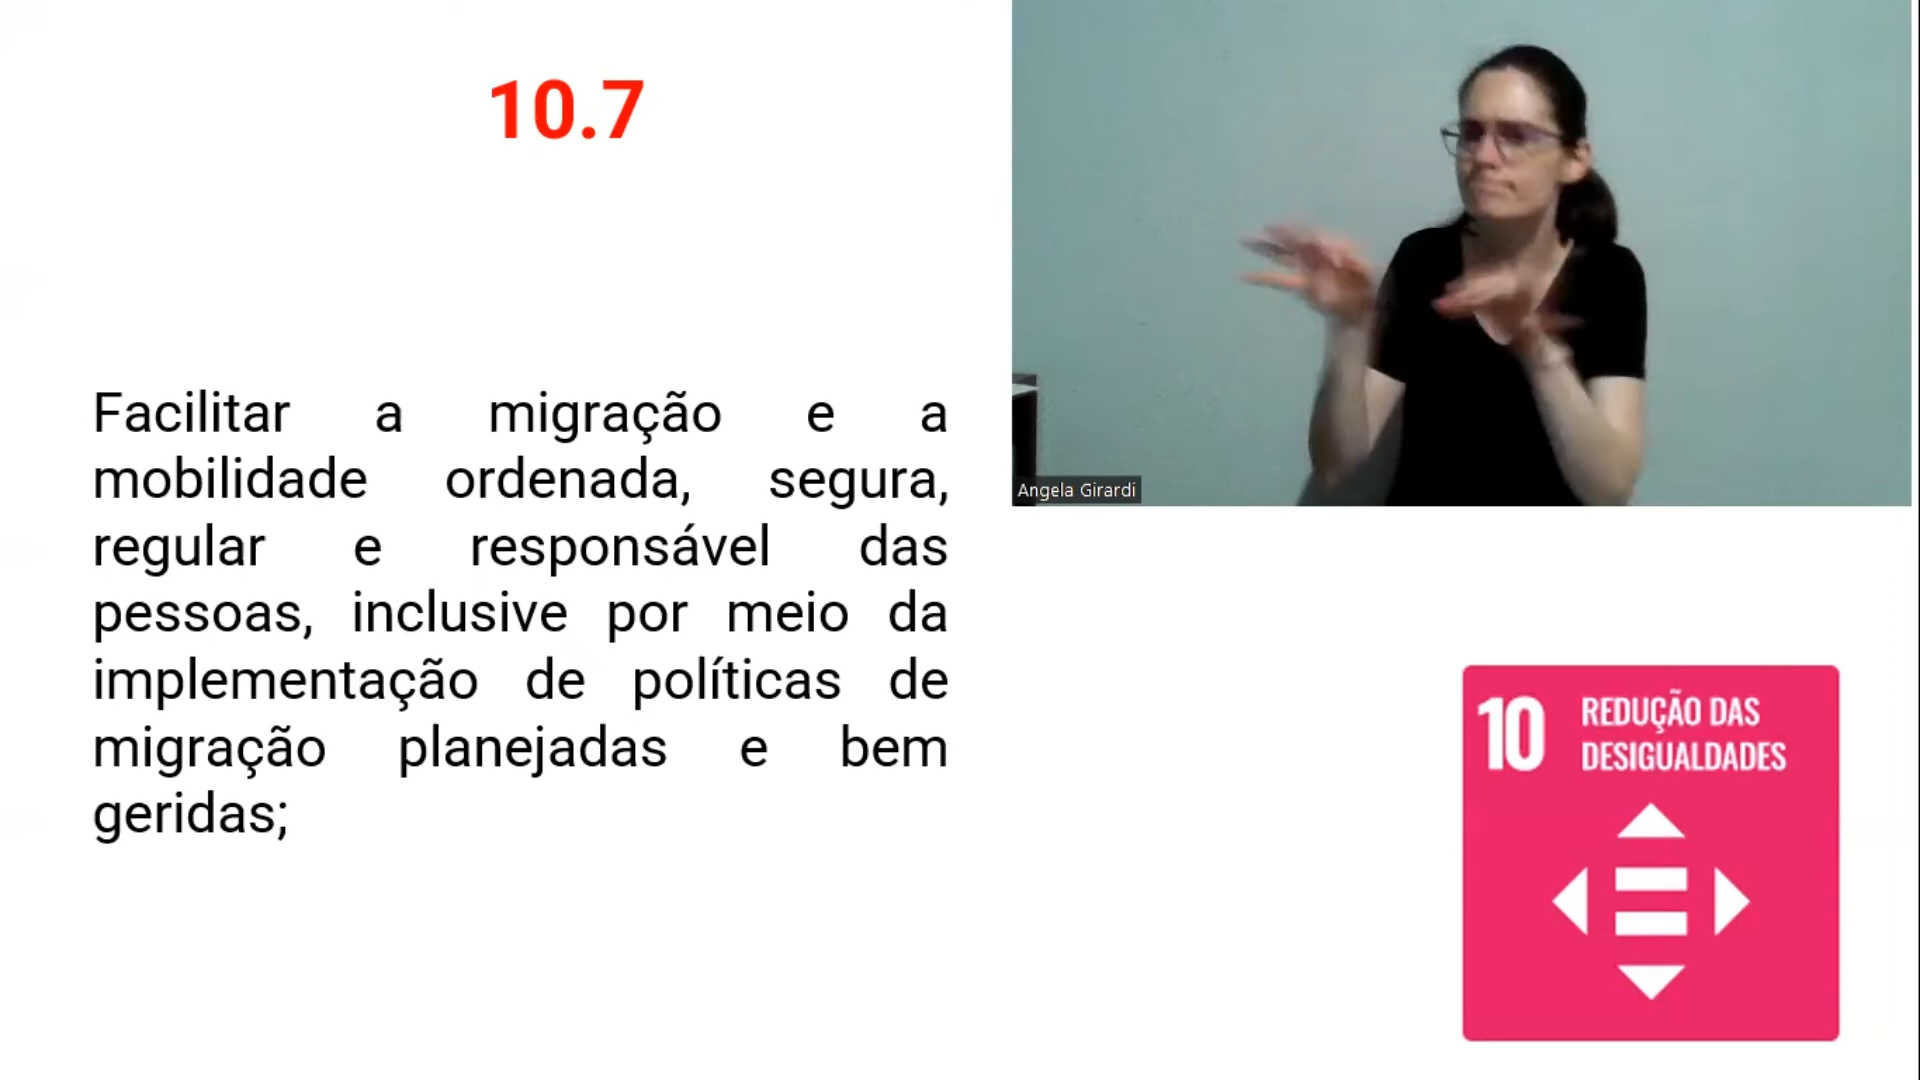 10.7
Facilitar a migração e a
mobilidade ordenada, segura,
regular e responsável das
pessoas, inclusive por meio da
implementação de políticas de
migração planejadas e bem
geridas;
Angela Girardi
10 REDUÇÃO DAS
DESIGUALDADES